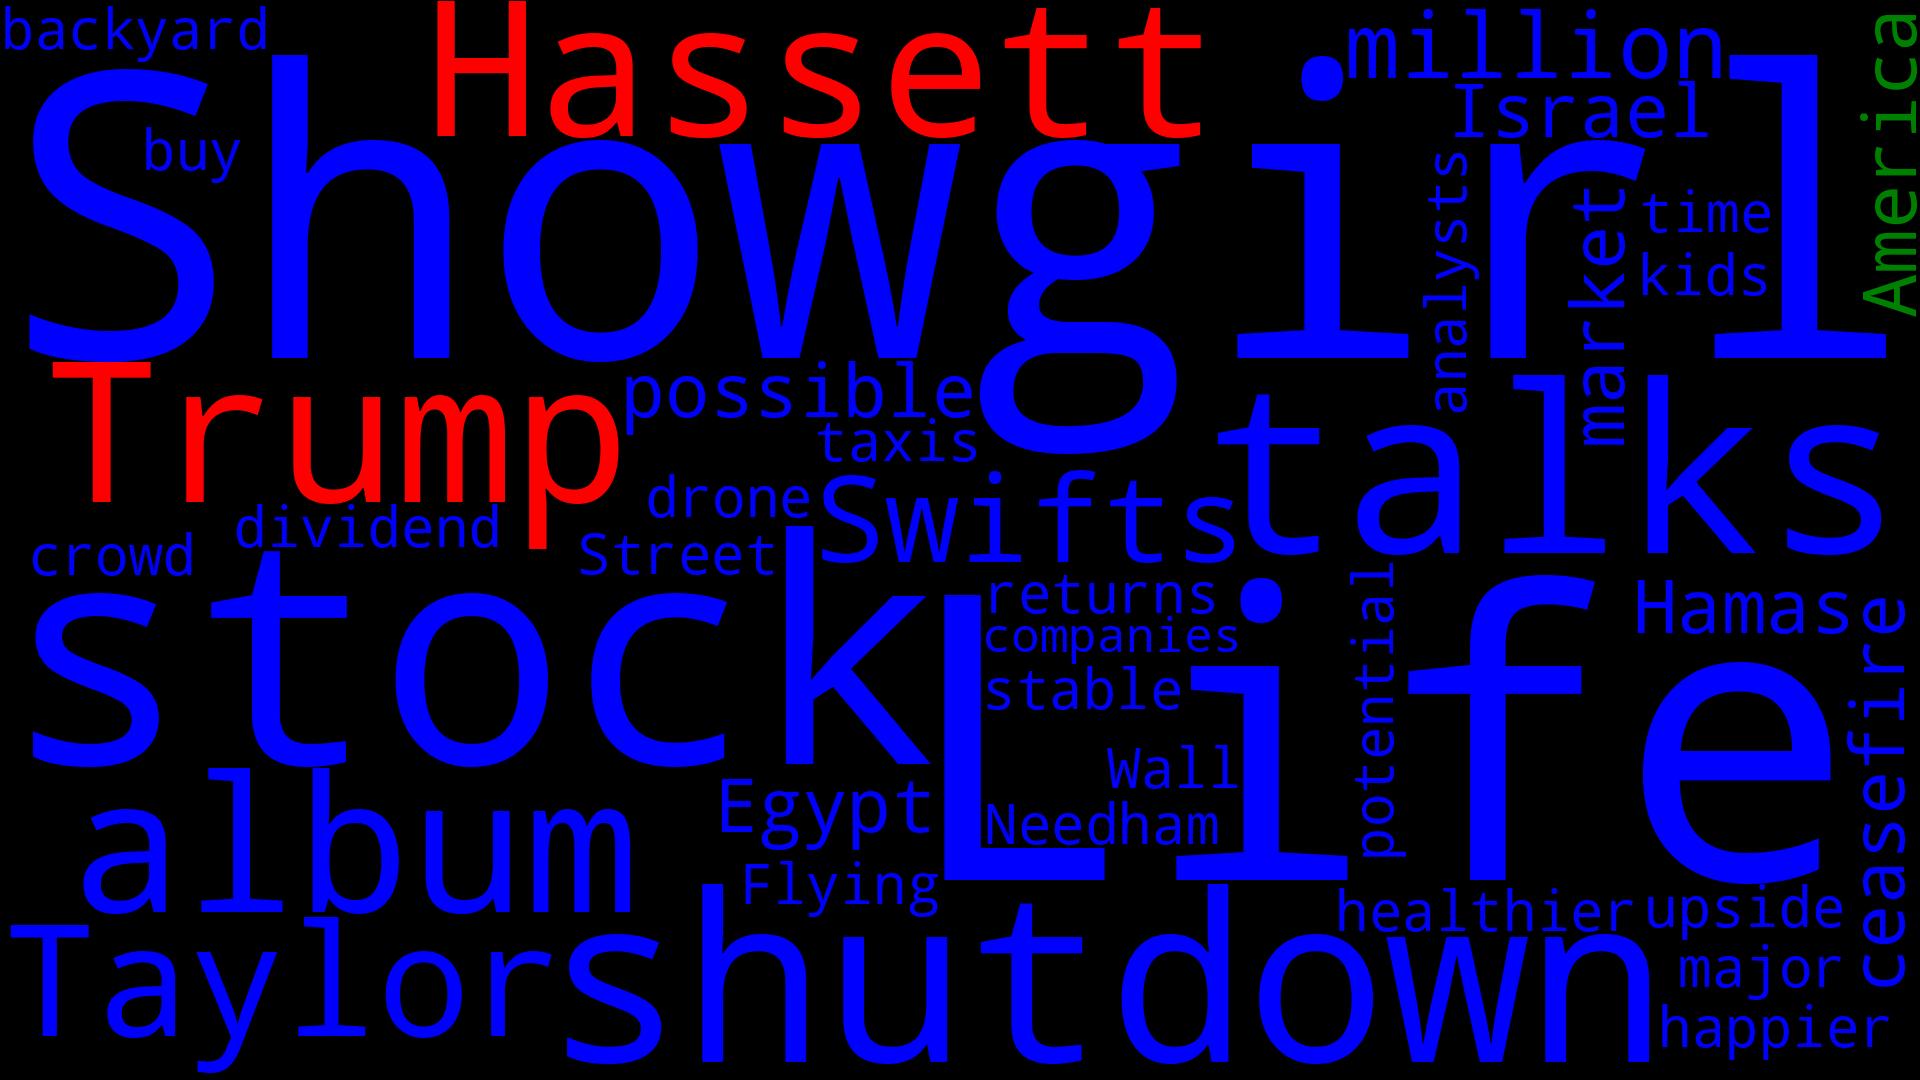 backyard
Hassett
million
America
Showgirl
Israel
buy
analysts
market
time
kids
Trump
possible
talks
taxis
Swifts
drone
dividend
crowd
Street
stock
Life
returns
companies
potential
Hamas
ceasefire
stable
Wall
album
Egypt
Needham
Flying
healthier
upside
Taylor
shutdown
major
happier